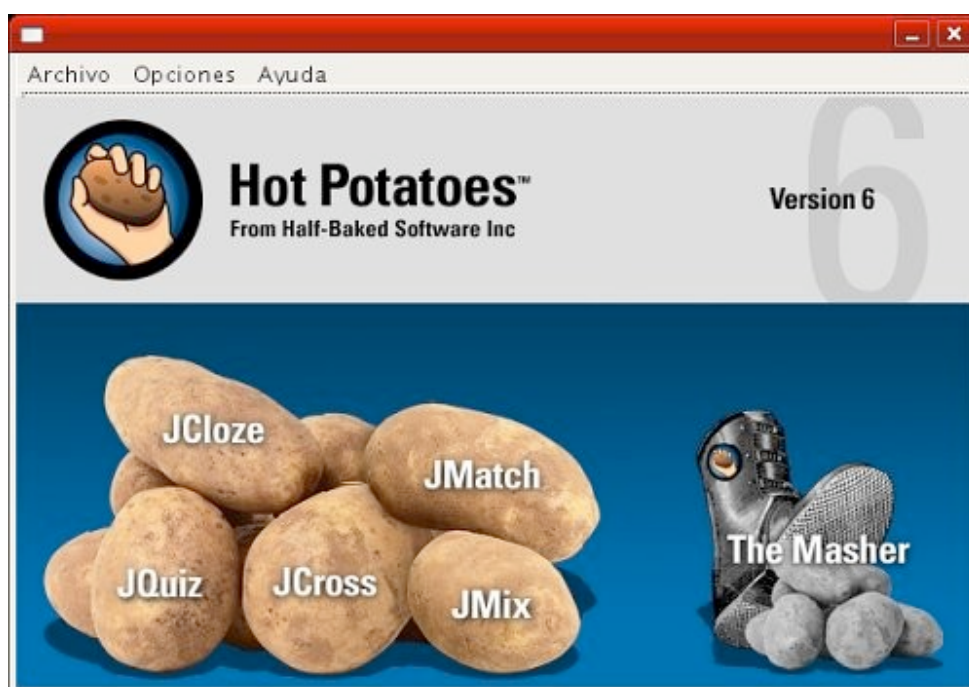 Archivo Opciones Ayuda
6
Hot Potatoes™
From Half-Baked Software Inc
Version 6
JCloze
JMatch
JQuiz
JCross
JMix
The Masher